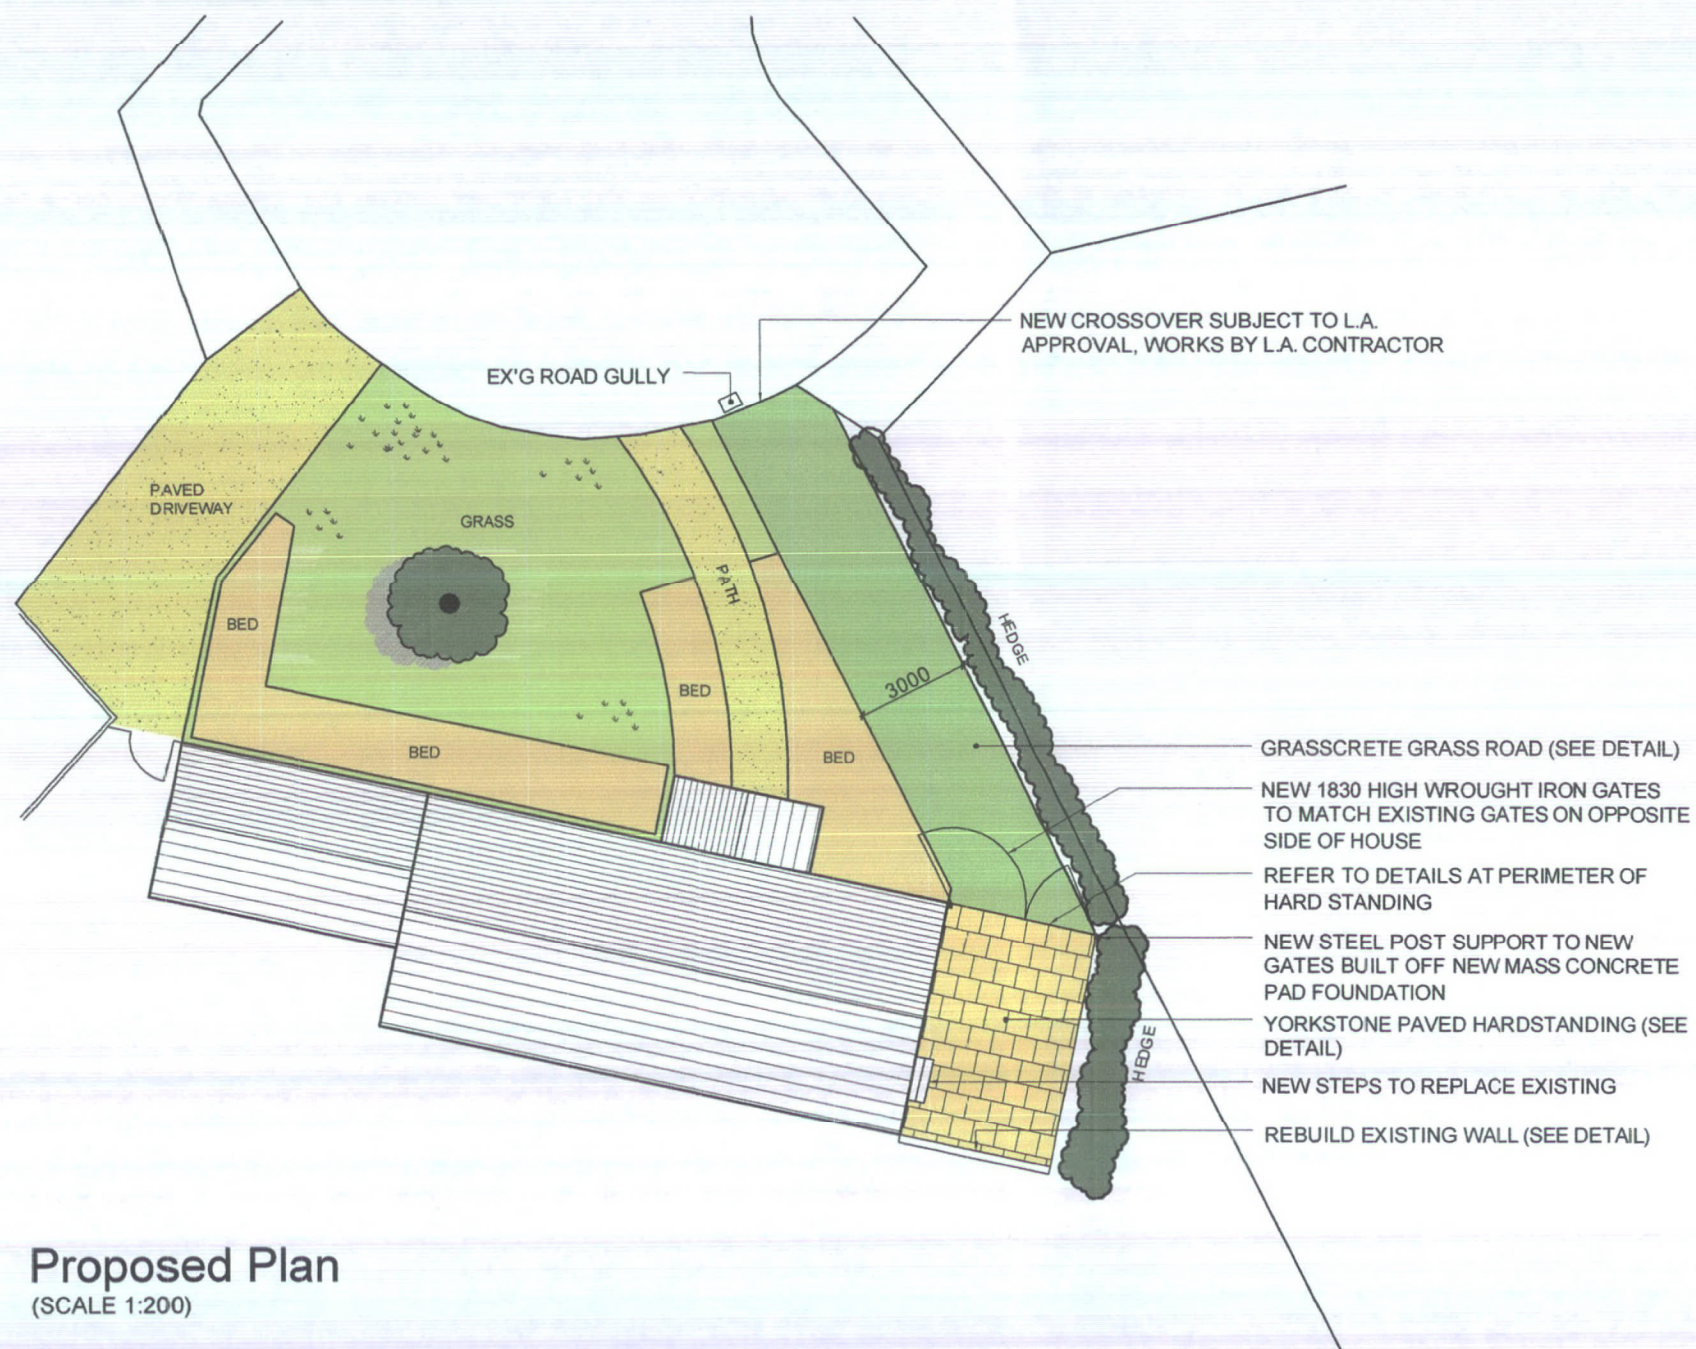 NEW CROSSOVER SUBJECT TO L.A.
APPROVAL, WORKS BY L.A. CONTRACTOR
EX'G ROAD GULLY
PAVED
DRIVEWAY
GRASS
PATH
BED
HEDGE
3000
BED
BED
BED
GRASSCRETE GRASS ROAD (SEE DETAIL)
NEW 1830 HIGH WROUGHT IRON GATES
TO MATCH EXISTING GATES ON OPPOSITE
SIDE OF HOUSE
REFER TO DETAILS AT PERIMETER OF
HARD STANDING
NEW STEEL POST SUPPORT TO NEW
GATES BUILT OFF NEW MASS CONCRETE
PAD FOUNDATION
YORKSTONE PAVED HARDSTANDING (SEE
DETAIL)
HEDGE
NEW STEPS TO REPLACE EXISTING
REBUILD EXISTING WALL (SEE DETAIL)
Proposed Plan
(SCALE 1:200)